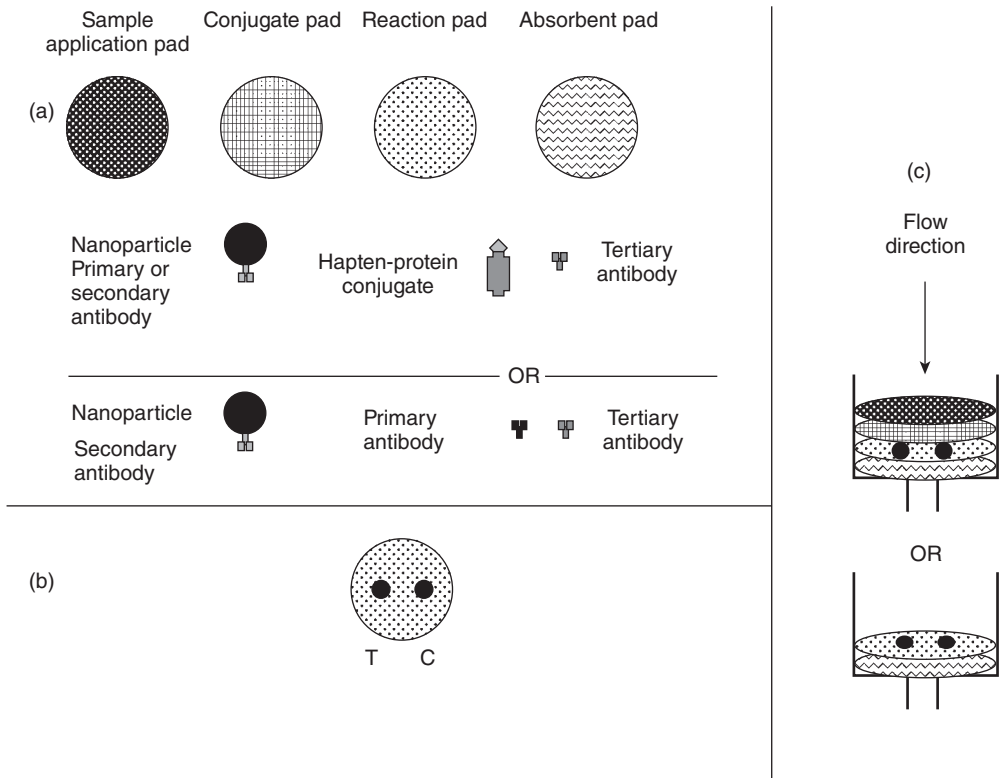 Sample
application pad
Conjugate pad
Reaction pad
Absorbent pad
(a)
Nanoparticle
Primary or
secondary
antibody
Hapten-protein
conjugate
Tertiary
antibody
OR
Nanoparticle
Secondary
antibody
Primary
antibody
Tertiary
antibody
(b)
T C
(c)
Flow
direction
OR